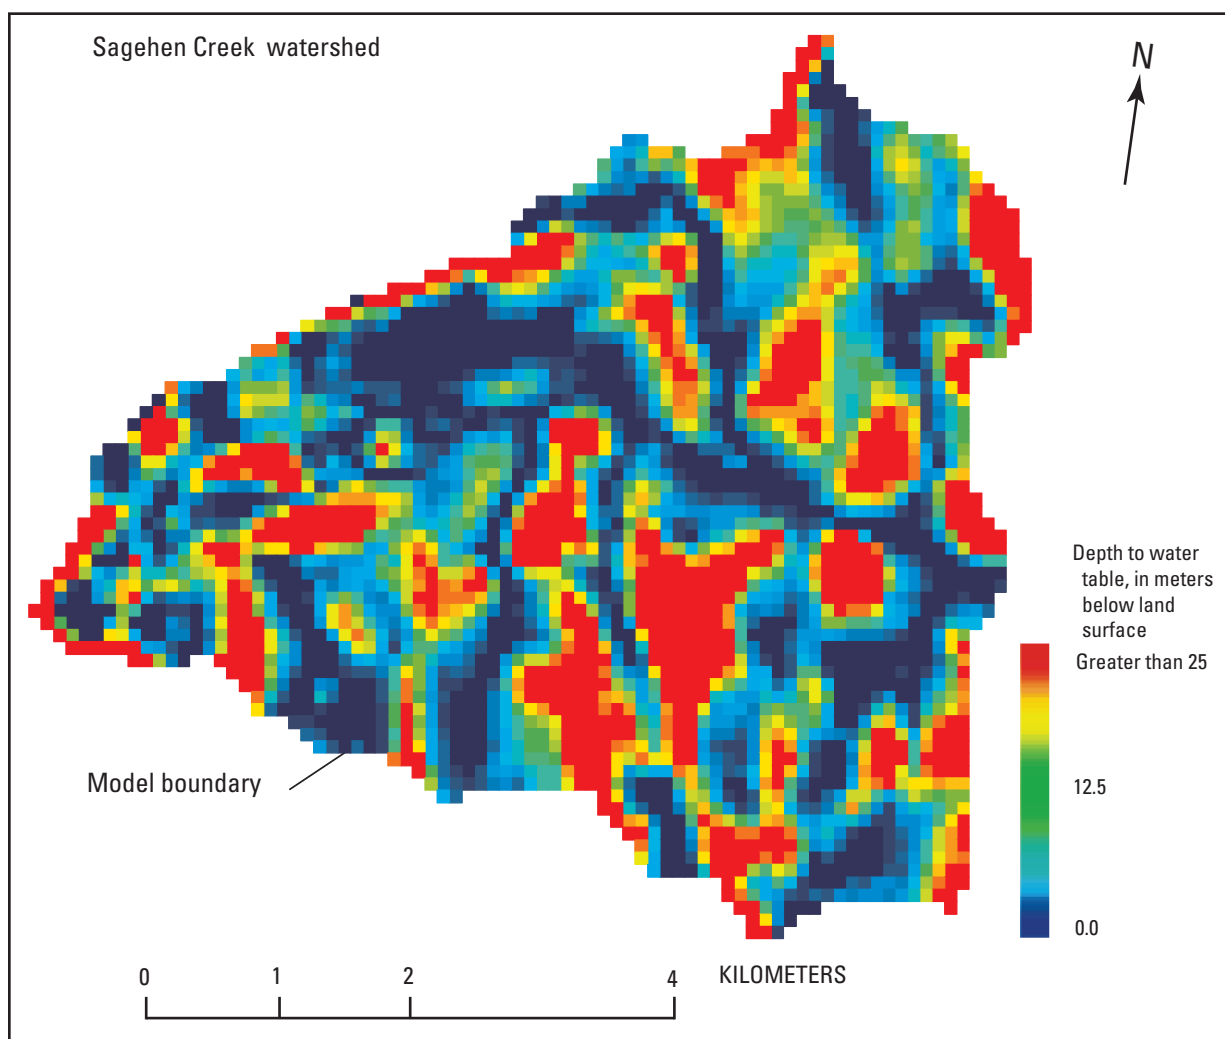 Sagehen Creek watershed
N
Depth to water
table, in meters
below land
surface
Greater than 25
12.5
0.0
Model boundary
0 1 2 4 KILOMETERS